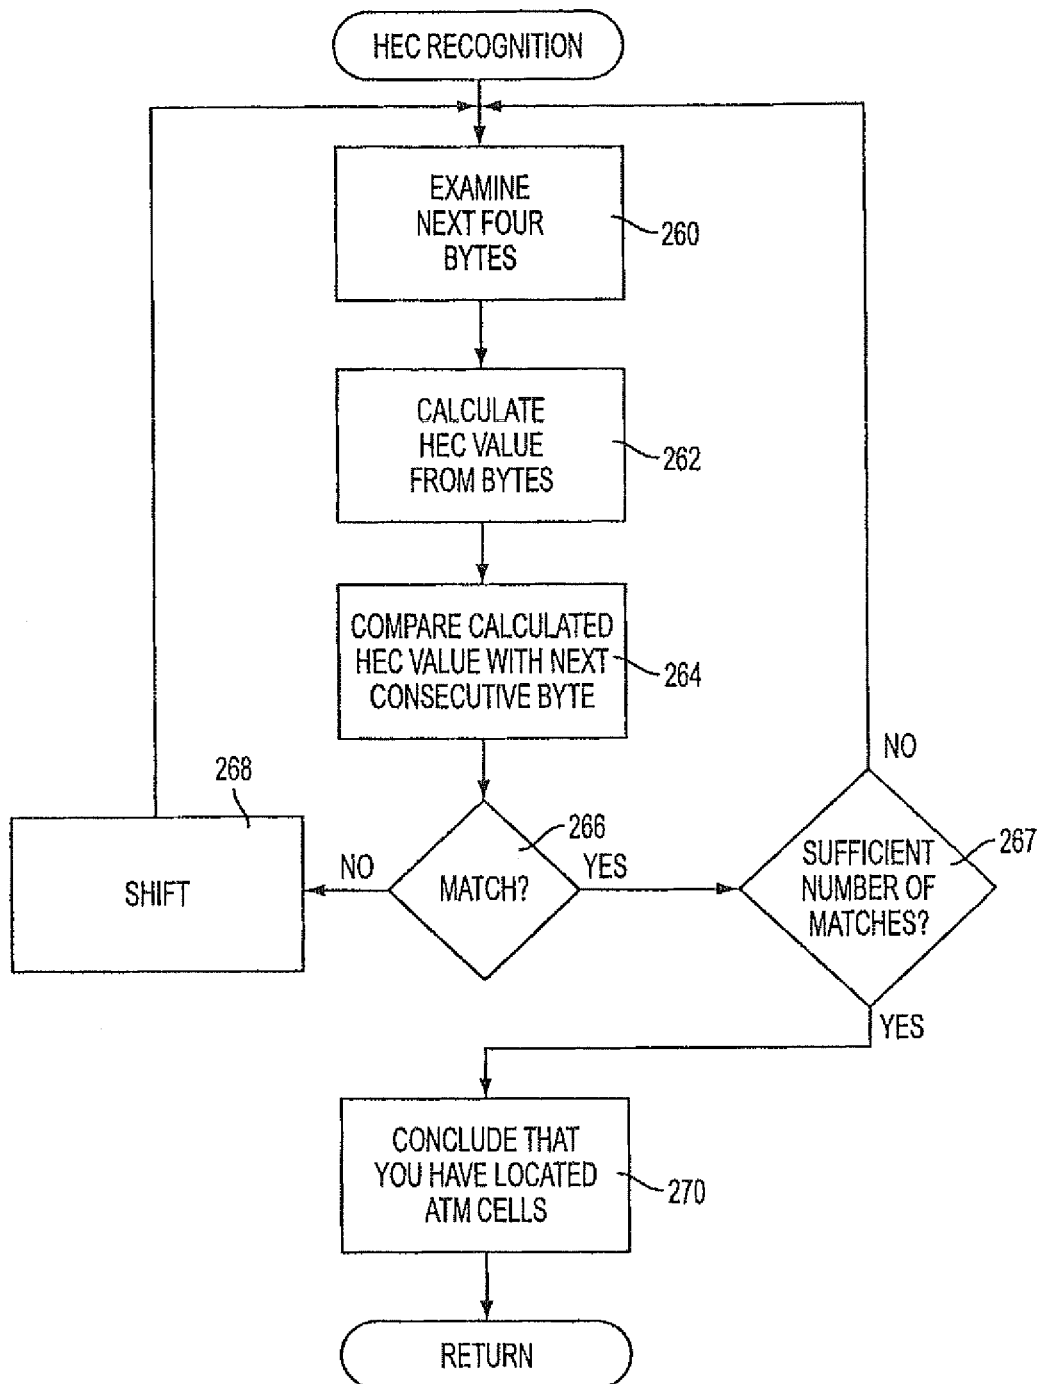 HEC RECOGNITION
EXAMINE
NEXT FOUR
BYTES
260
CALCULATE
HEC VALUE
FROM BYTES
262
COMPARE CALCULATED
HEC VALUE WITH NEXT
CONSECUTIVE BYTE
264
NO
268
266
267
SHIFT
NO
MATCH?
YES
SUFFICIENT
NUMBER OF
MATCHES?
YES
CONCLUDE THAT
YOU HAVE LOCATED
ATM CELLS
270
RETURN